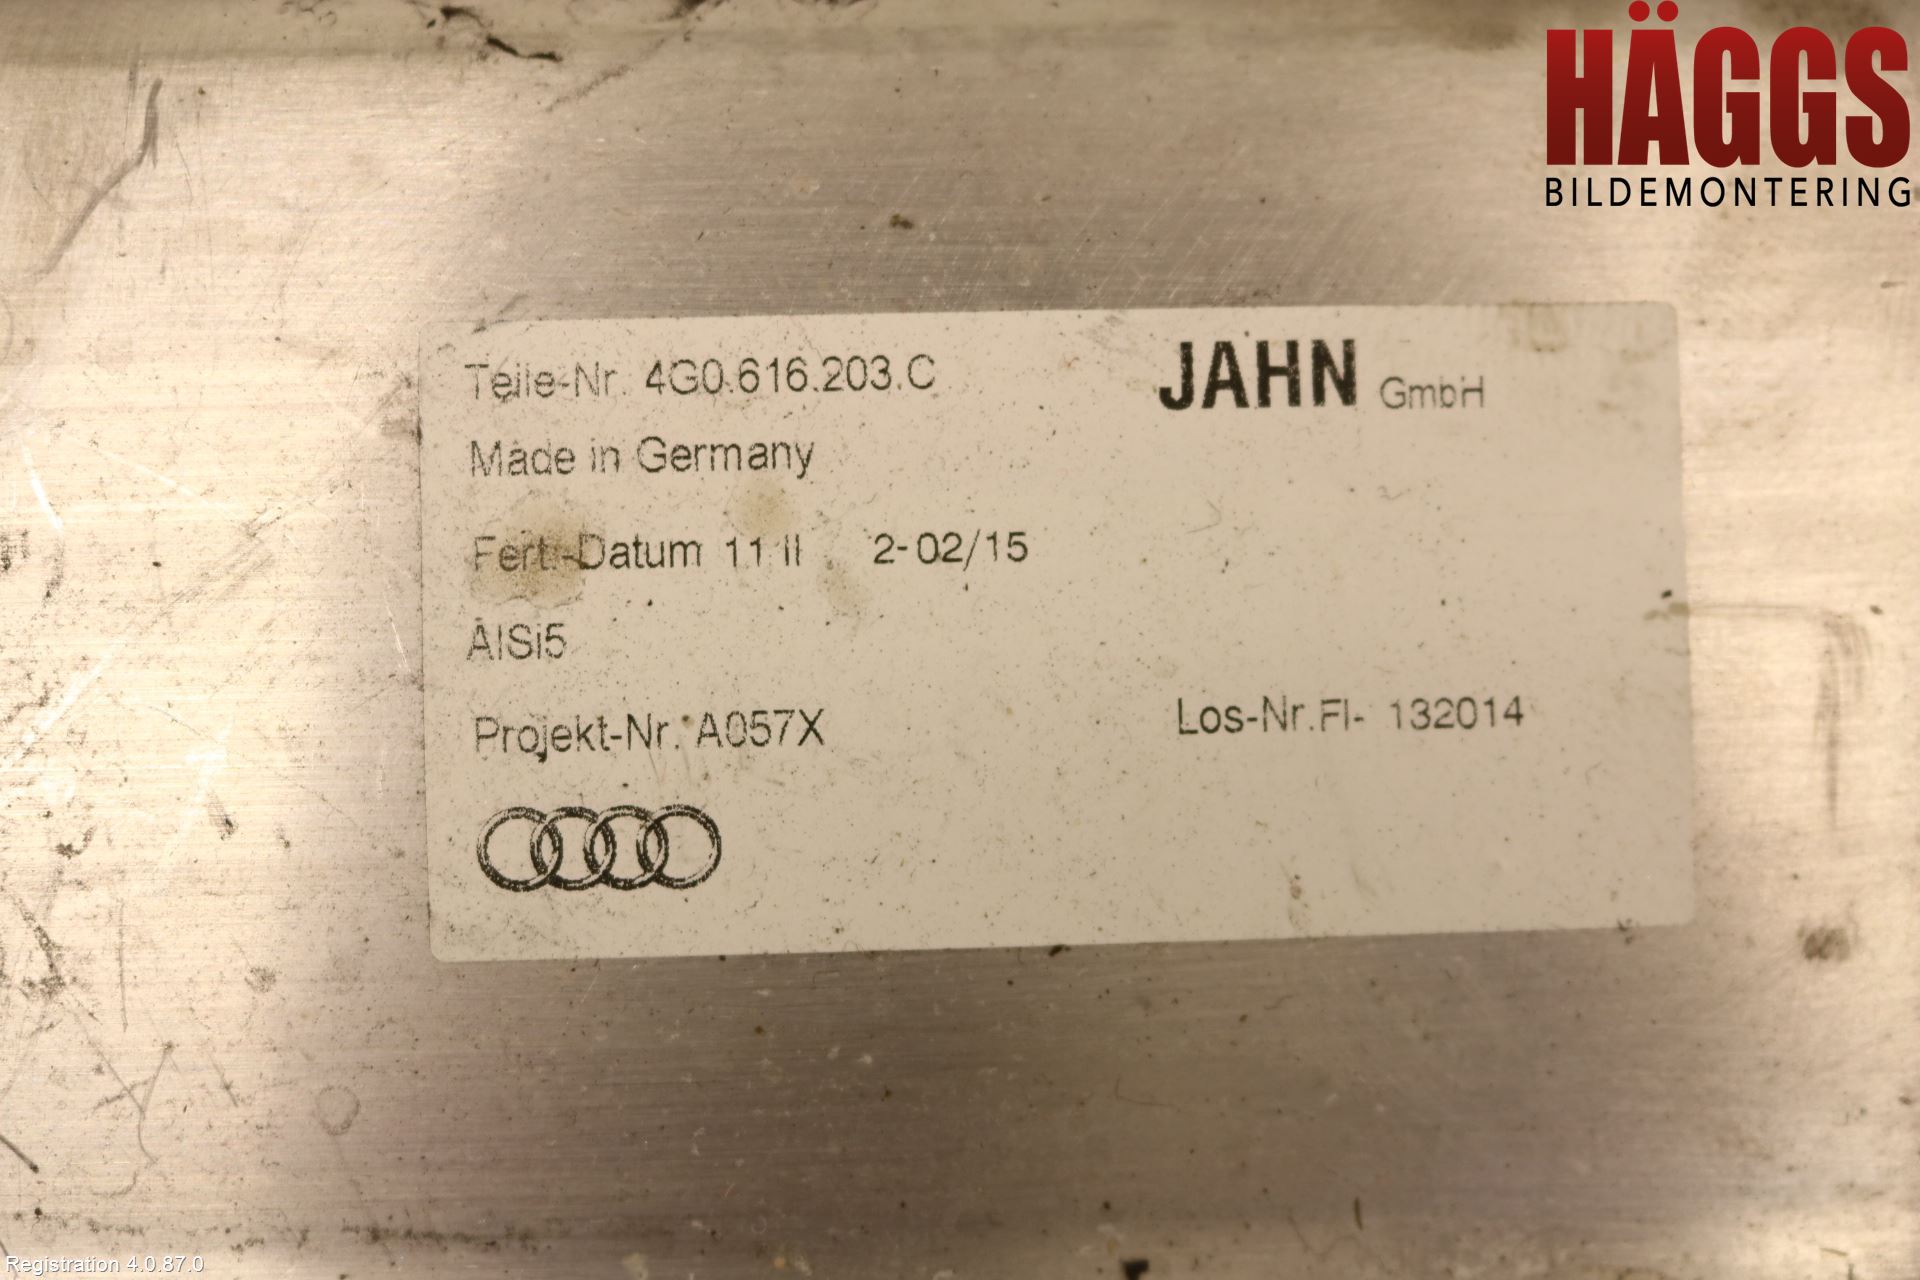 HÄGGS
BILDEMONTERING
Teile-Nr. 4G0.616.203.C
JAHN GmbH
Made in Germany
Fert.-Datum 11 II 2-02/15
AlSi5
Projekt-Nr. A057X
Los-Nr.FI- 132014
Registration 4.0.87.0